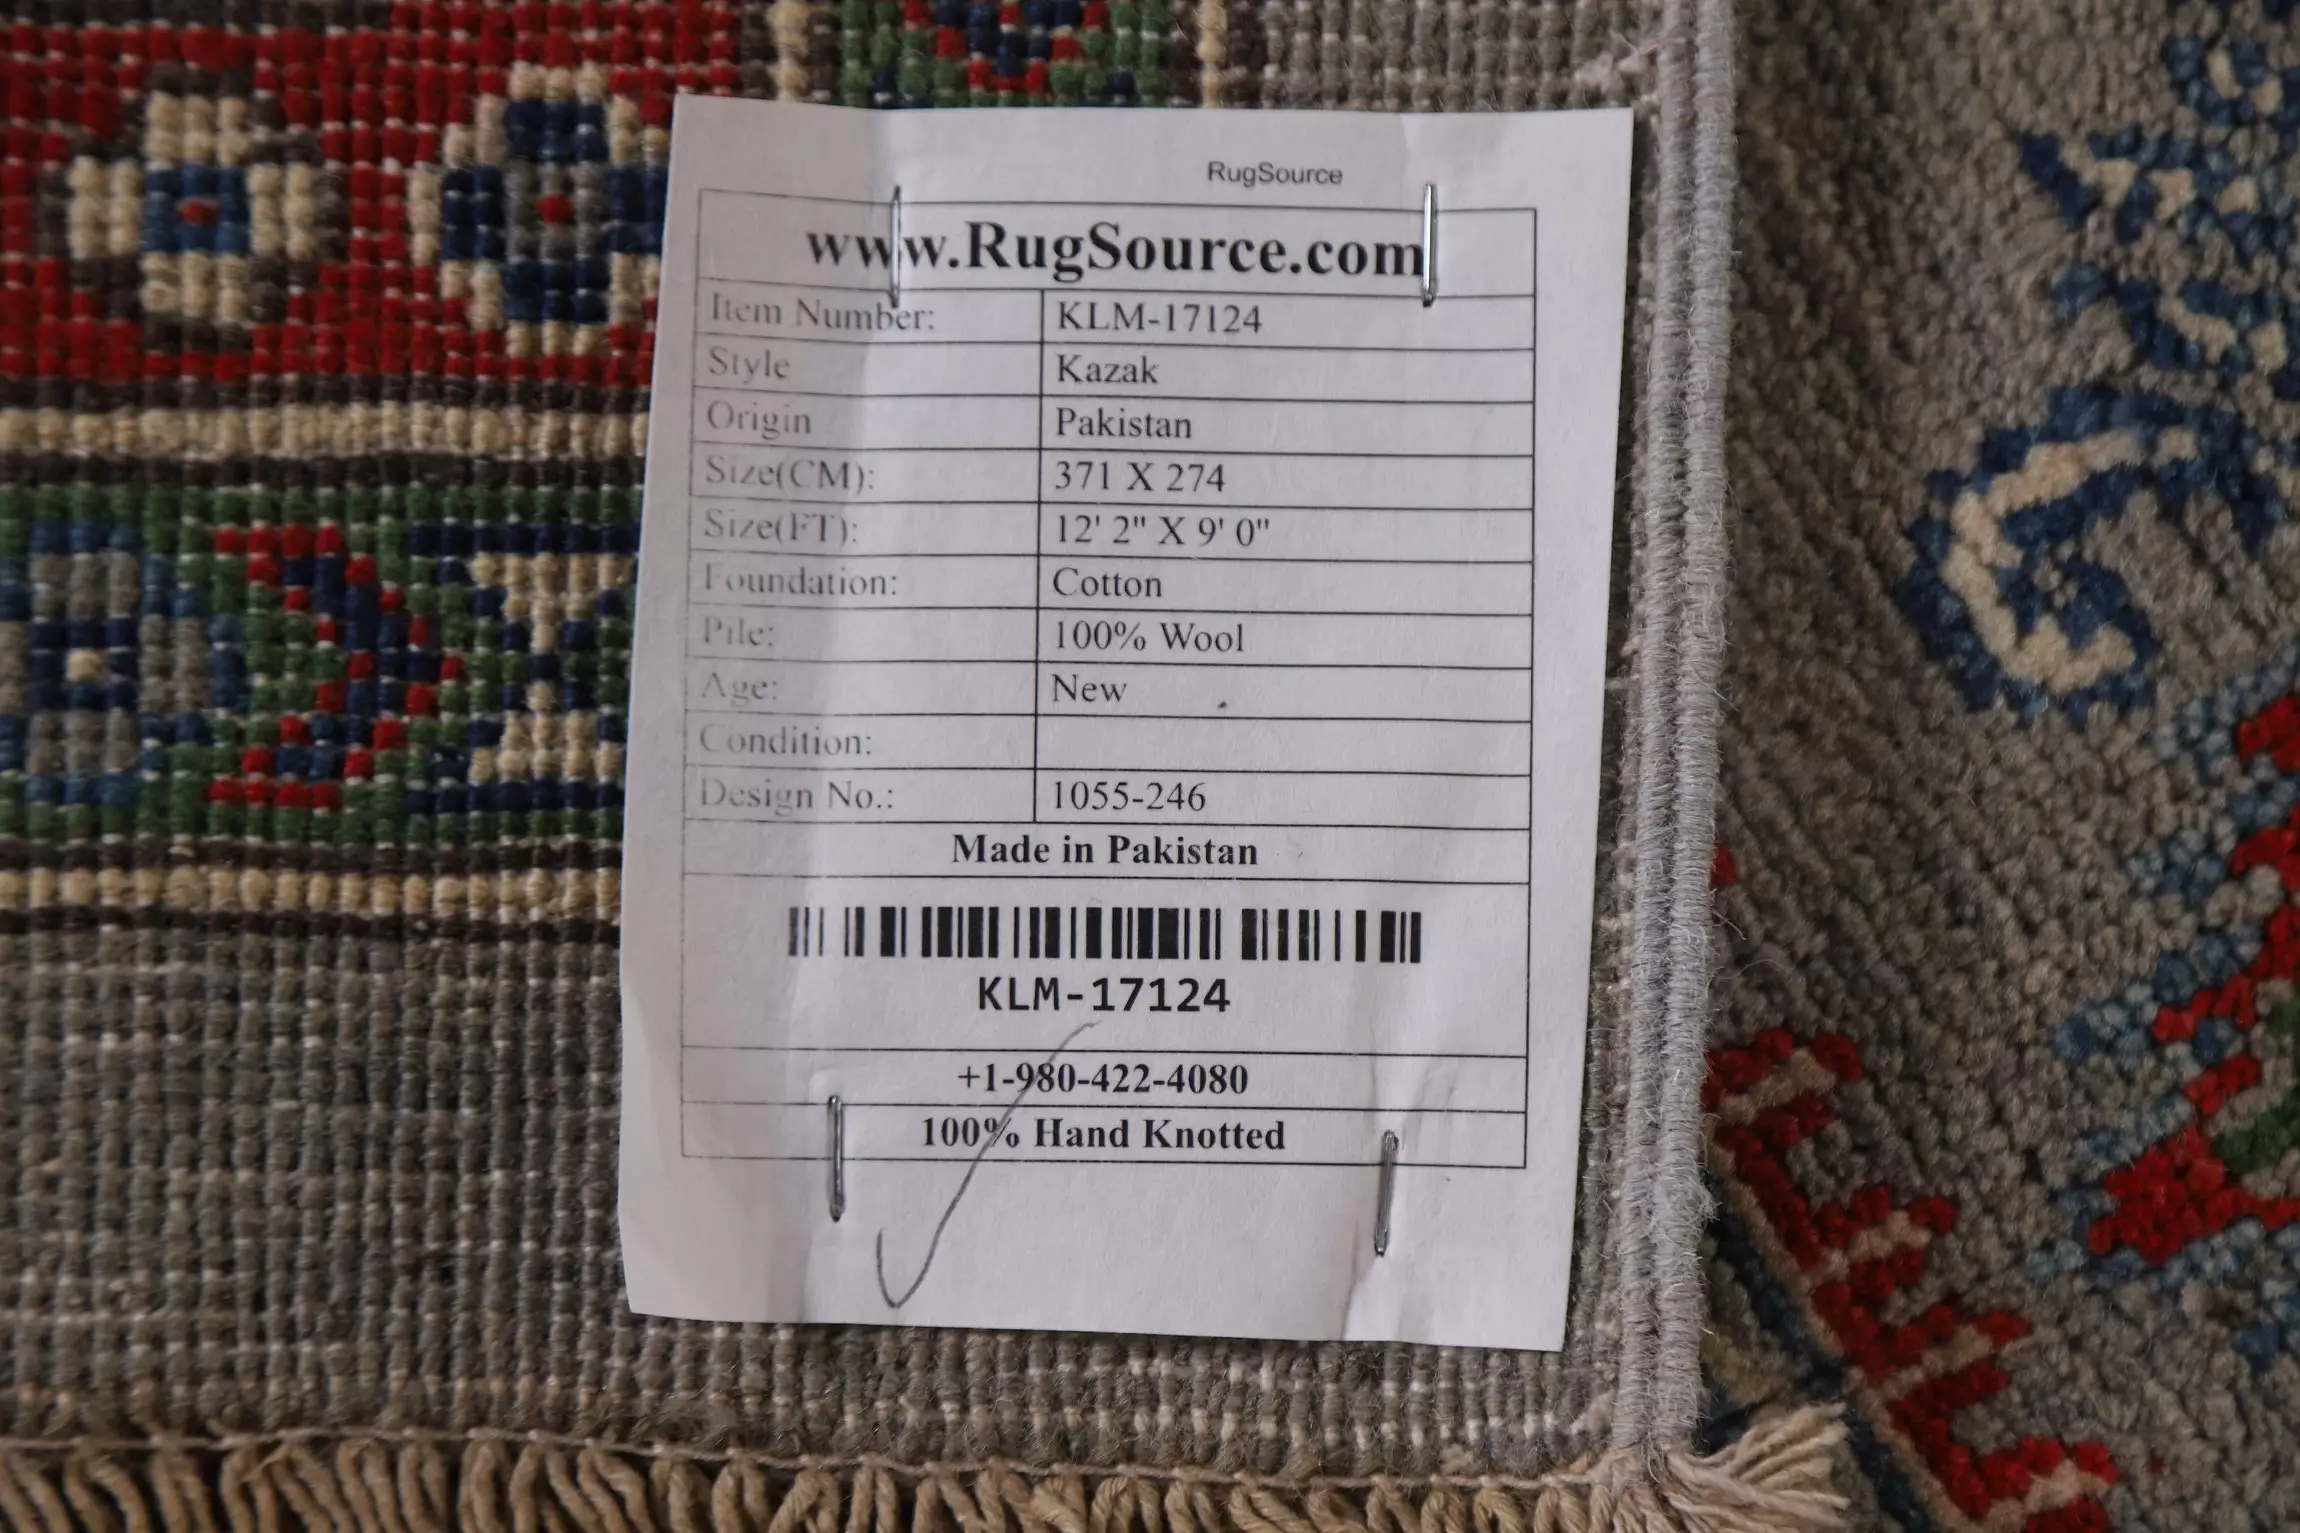 RugSource
www.RugSource.com
Item Number: KLM-17124
Style Kazak
Origin Pakistan
Size(CM): 371 X 274
Size(FT): 12' 2" X 9' 0"
Foundation: Cotton
Pile: 100% Wool
Age: New
Condition:
Design No.: 1055-246
Made in Pakistan
KLM-17124
+1-980-422-4080
100% Hand Knotted